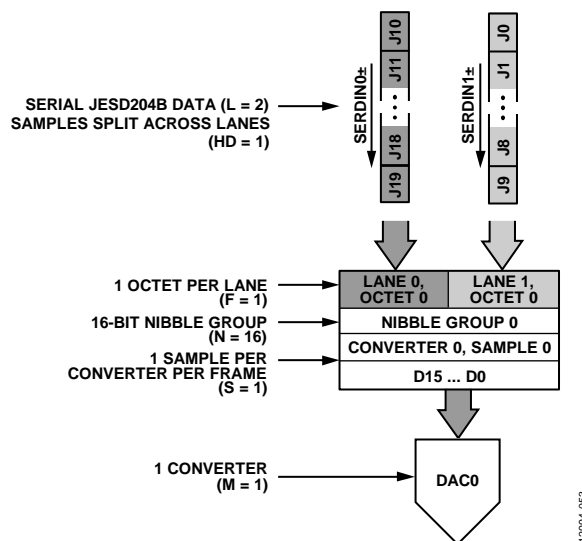 J10
J11
...
J18
J19
SERDIN0±
J0
J1
...
J8
J9
SERDIN1±
SERIAL JESD204B DATA (L = 2)
SAMPLES SPLIT ACROSS LANES
(HD = 1)
1 OCTET PER LANE
(F = 1)
LANE 0,
OCTET 0
LANE 1,
OCTET 0
16-BIT NIBBLE GROUP
(N = 16)
NIBBLE GROUP 0
1 SAMPLE PER
CONVERTER PER FRAME
(S = 1)
CONVERTER 0, SAMPLE 0
D15 ... D0
1 CONVERTER
(M = 1)
DAC0